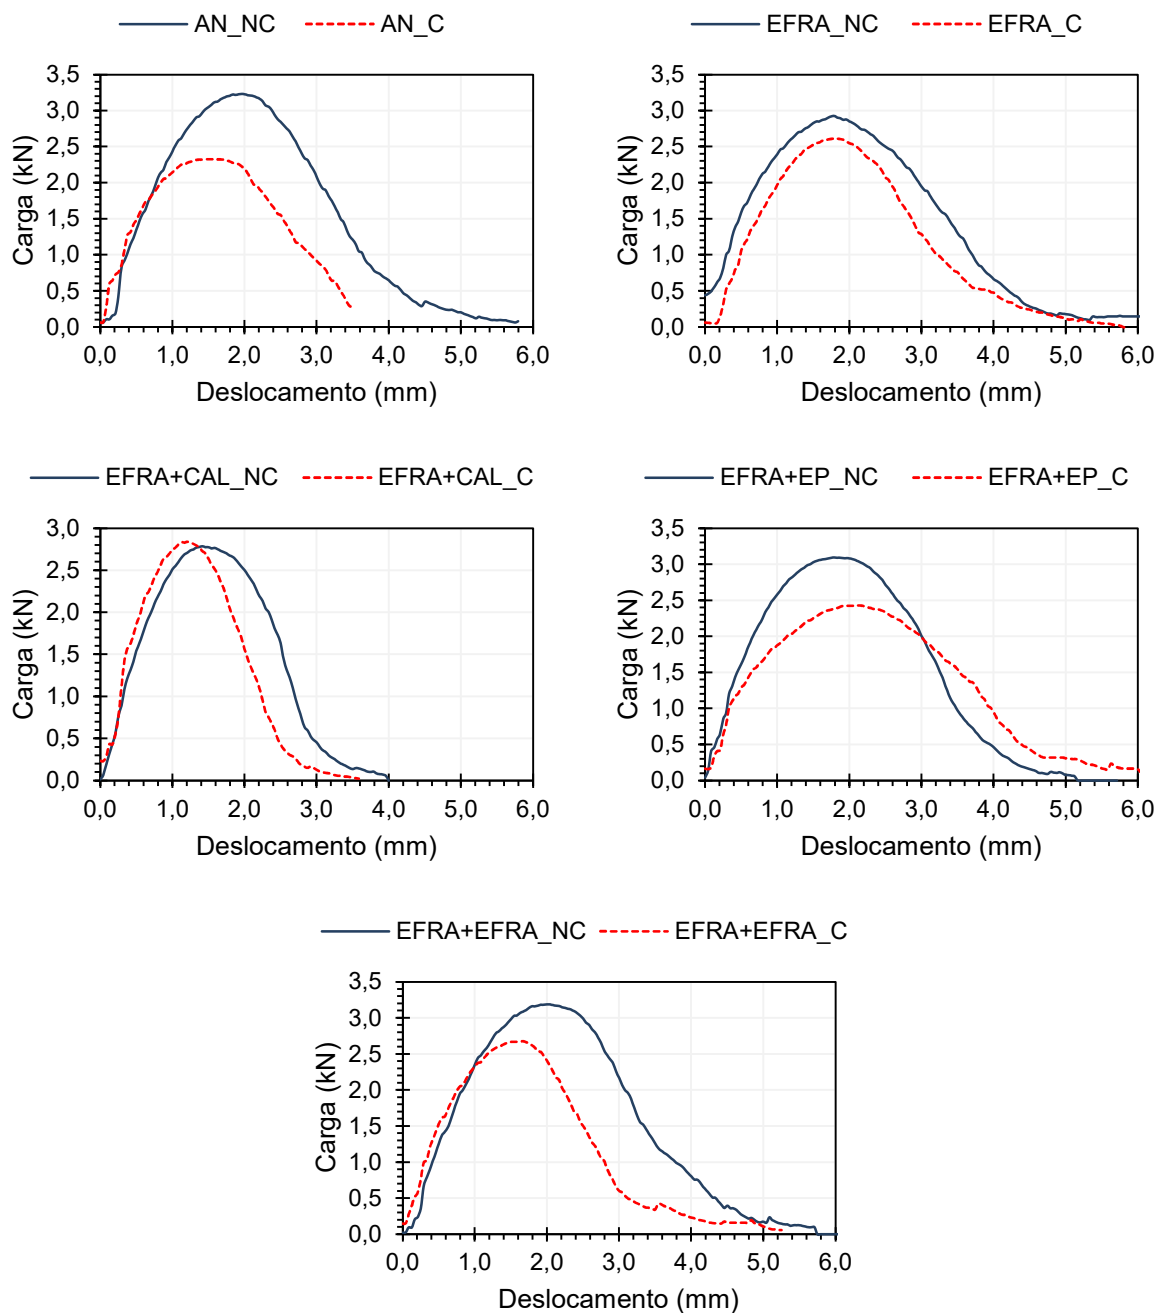 AN_NC AN_C
3,5
3,0
2,5
2,0
1,5
1,0
0,5
0,0
Carga (kN)
0,0 1,0 2,0 3,0 4,0 5,0 6,0
Deslocamento (mm)
EFRA_NC EFRA_C
3,5
3,0
2,5
2,0
1,5
1,0
0,5
0,0
Carga (kN)
0,0 1,0 2,0 3,0 4,0 5,0 6,0
Deslocamento (mm)
EFRA+CAL_NC EFRA+CAL_C
3,0
2,5
2,0
1,5
1,0
0,5
0,0
Carga (kN)
0,0 1,0 2,0 3,0 4,0 5,0 6,0
Deslocamento (mm)
EFRA+EP_NC EFRA+EP_C
3,5
3,0
2,5
2,0
1,5
1,0
0,5
0,0
Carga (kN)
0,0 1,0 2,0 3,0 4,0 5,0 6,0
Deslocamento (mm)
EFRA+EFRA_NC EFRA+EFRA_C
3,5
3,0
2,5
2,0
1,5
1,0
0,5
0,0
Carga (kN)
0,0 1,0 2,0 3,0 4,0 5,0 6,0
Deslocamento (mm)